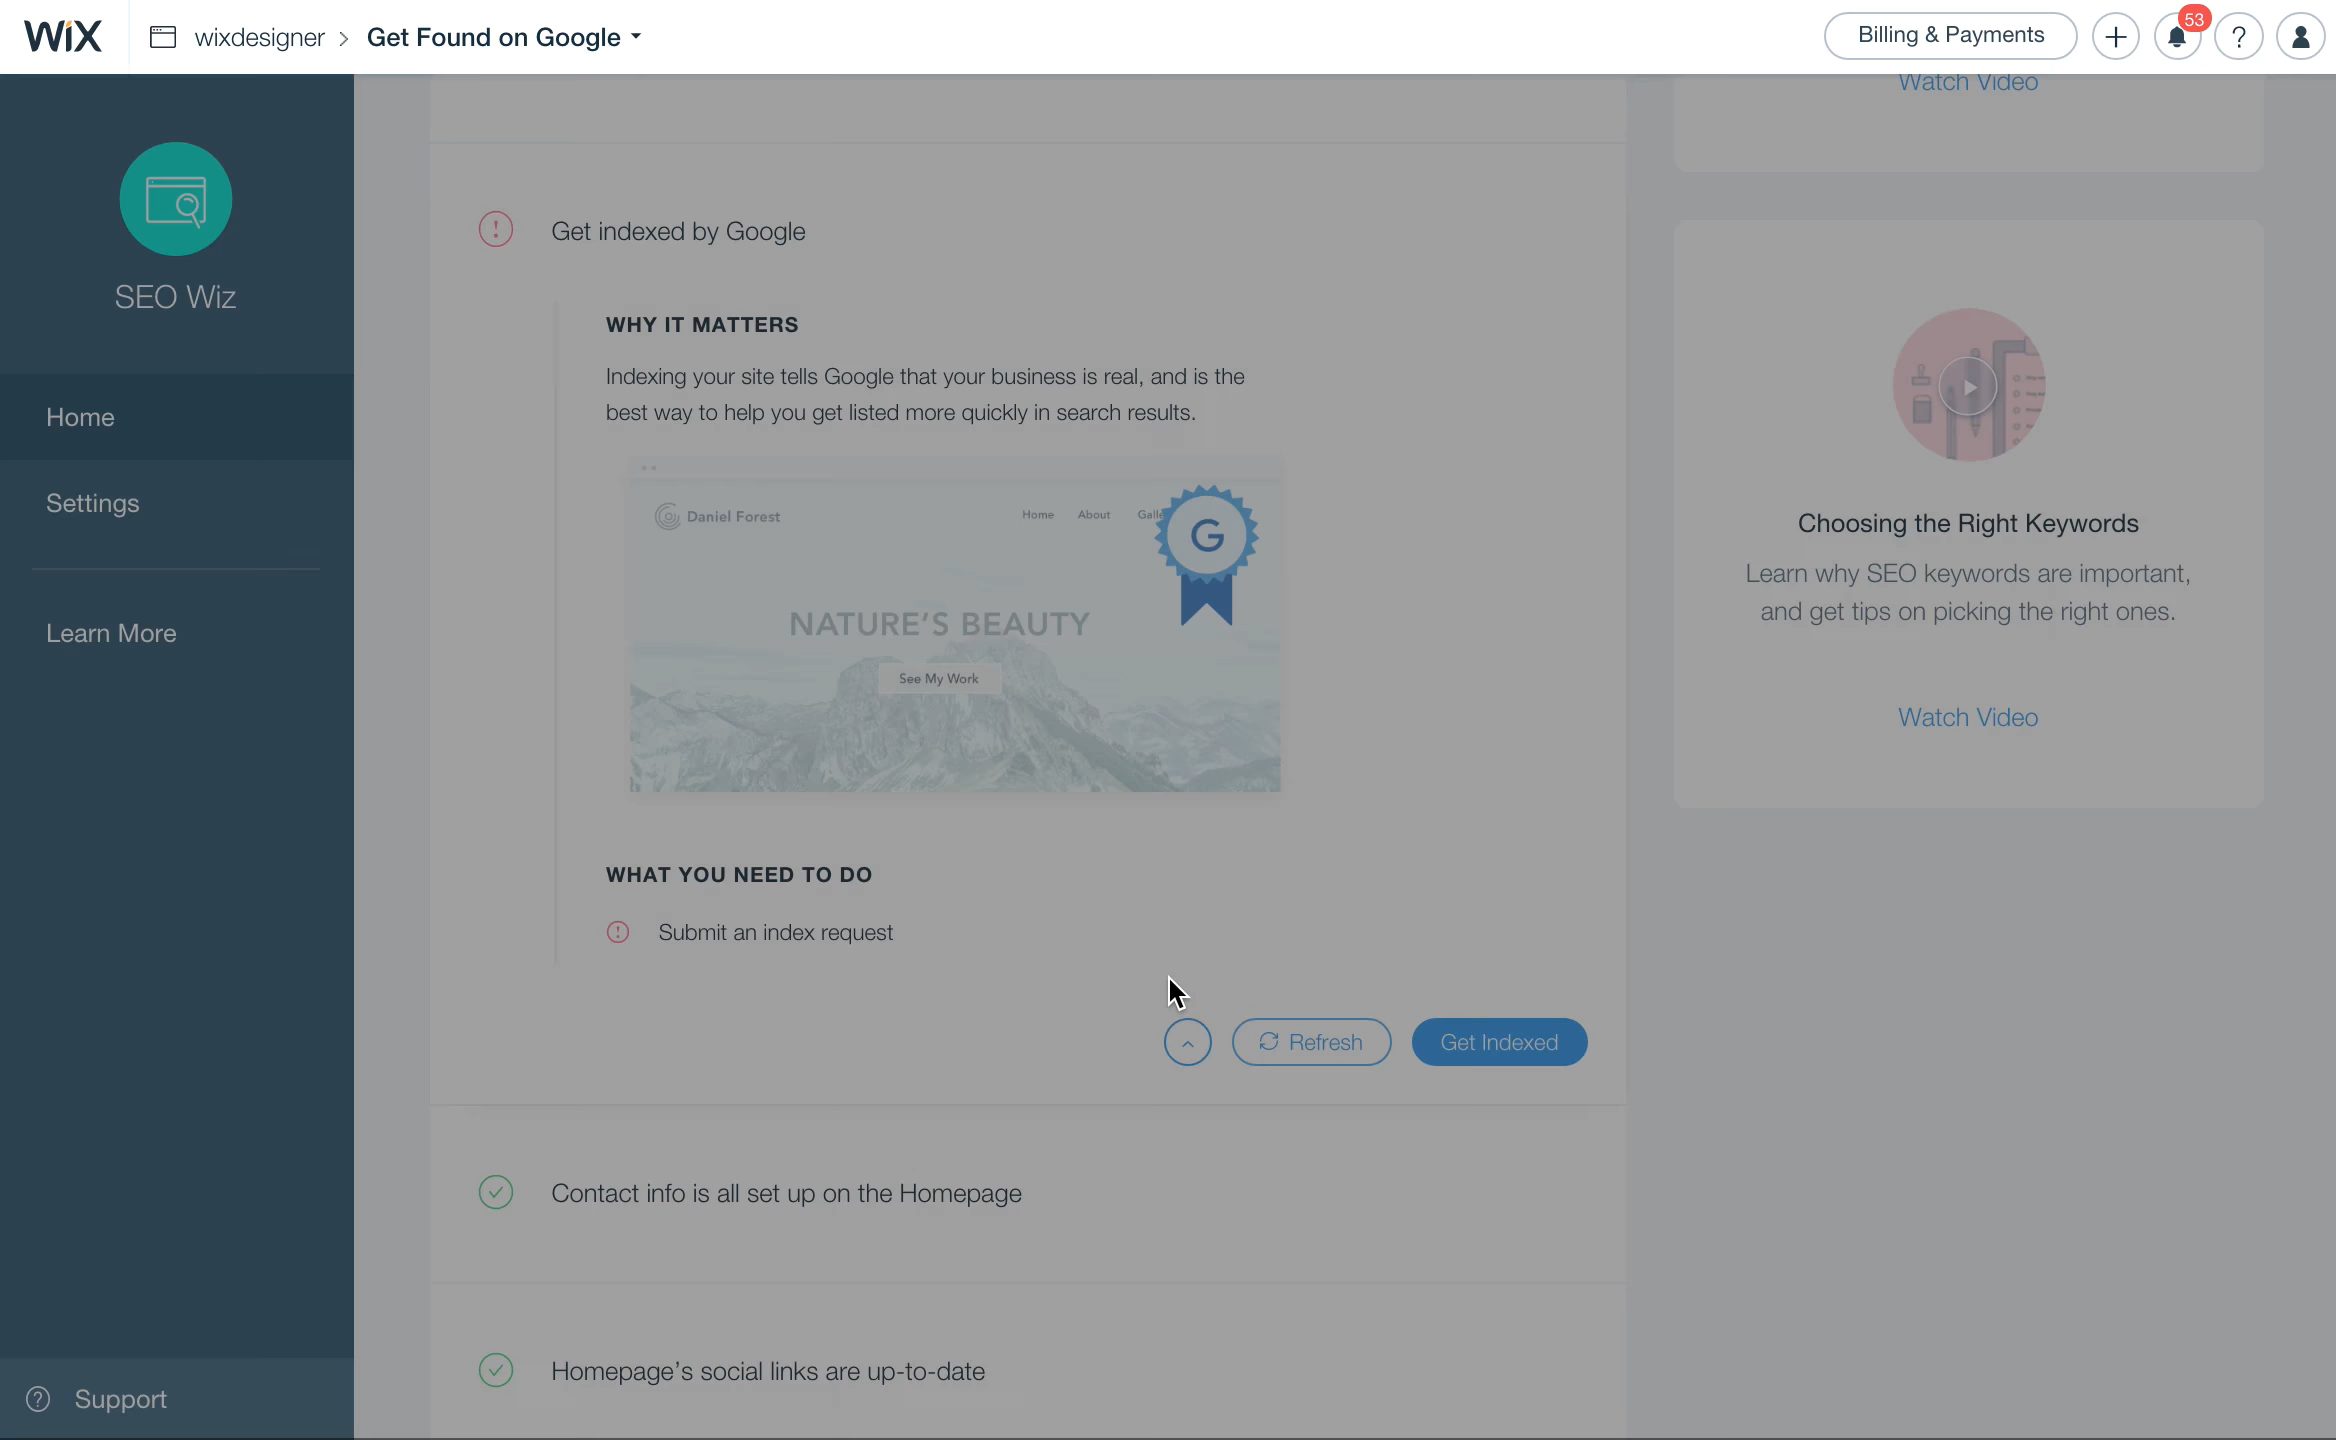 WiX
wixdesigner > Get Found on Google
Billing & Payments
53
?
SEO Wiz
Home
Settings
Learn More
? Support
Get indexed by Google
WHY IT MATTERS
Indexing your site tells Google that your business is real, and is the
best way to help you get listed more quickly in search results.
Daniel Forest
Home About Galle
G
NATURE'S BEAUTY
See My Work
WHAT YOU NEED TO DO
Submit an index request
Refresh
Get Indexed
Contact info is all set up on the Homepage
Homepage's social links are up-to-date
Watch Video
Choosing the Right Keywords
Learn why SEO keywords are important,
and get tips on picking the right ones.
Watch Video